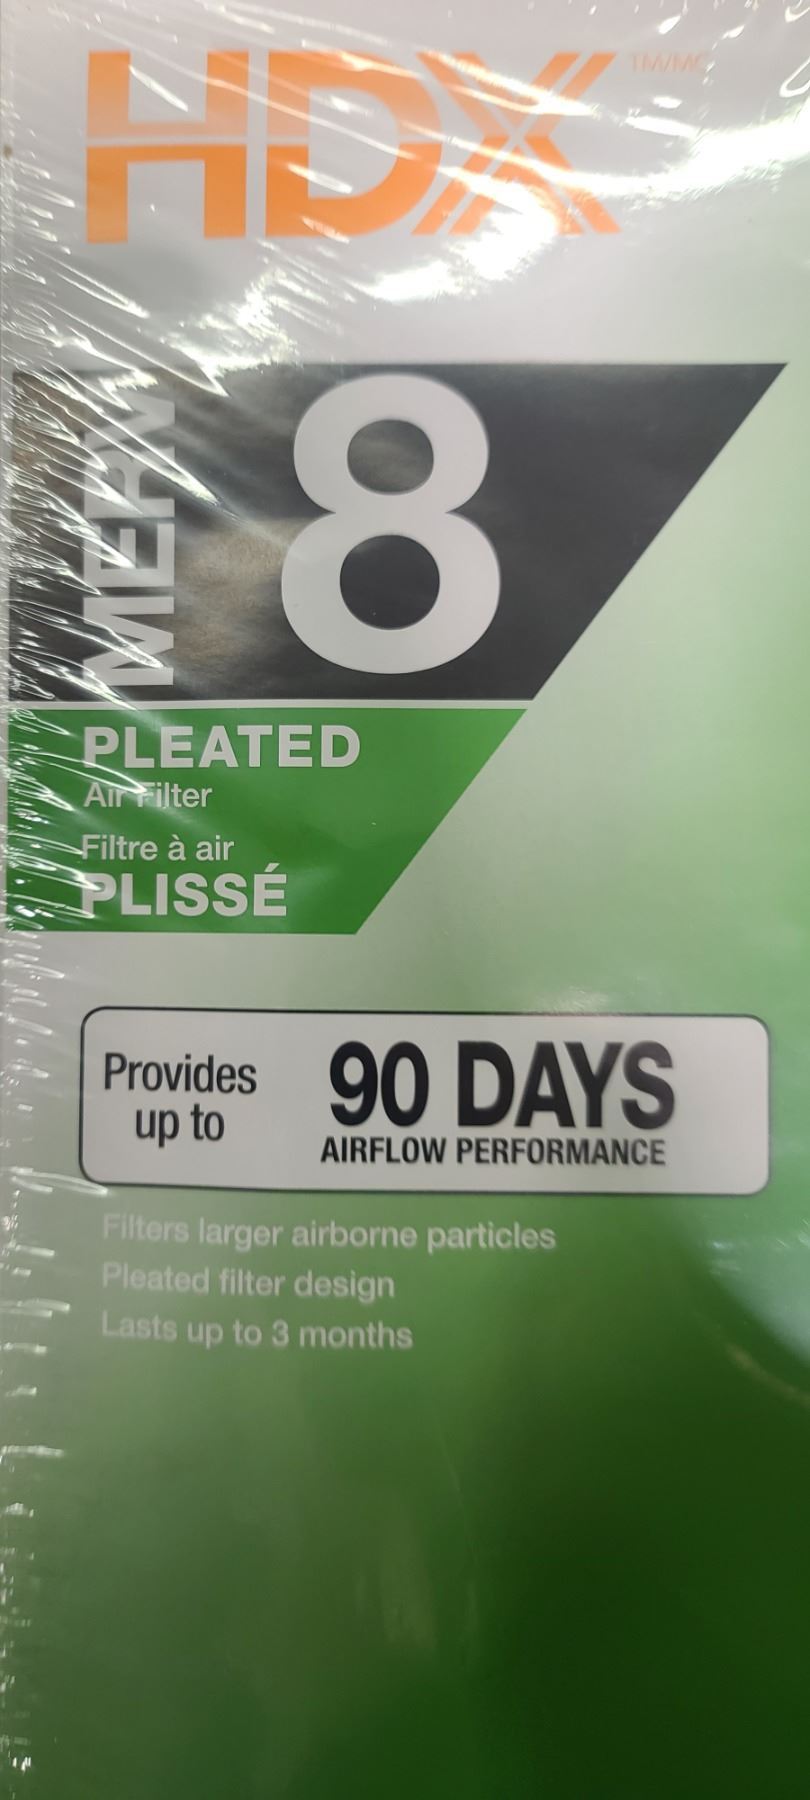 HDX TM/MC
MERV 8
PLEATED
Air Filter
Filtre à air
PLISSÉ
Provides
up to
90 DAYS
AIRFLOW PERFORMANCE
Filters larger airborne particles
Pleated filter design
Lasts up to 3 months